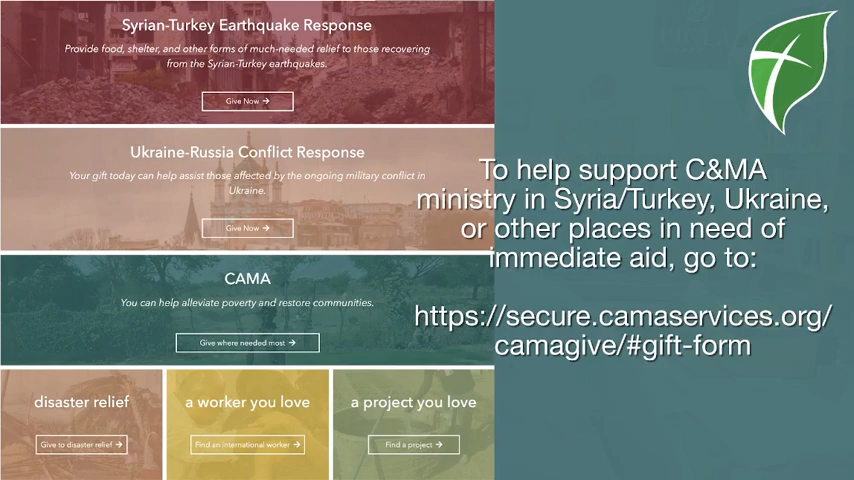 Syrian-Turkey Earthquake Response
Provide food, shelter, and other forms of much-needed relief to those recovering
from the Syrian-Turkey earthquakes.
Give Now →
Ukraine-Russia Conflict Response
Your gift today can help assist those affected by the ongoing military conflict in
Ukraine.
Give Now →
CAMA
You can help alleviate poverty and restore communities.
Give where needed most →
disaster relief
Give to disaster relief →
a worker you love
Find an international worker →
a project you love
Find a project →
To help support C&MA
ministry in Syria/Turkey, Ukraine,
or other places in need of
immediate aid, go to:
https://secure.camaservices.org/
camagive/#gift-form